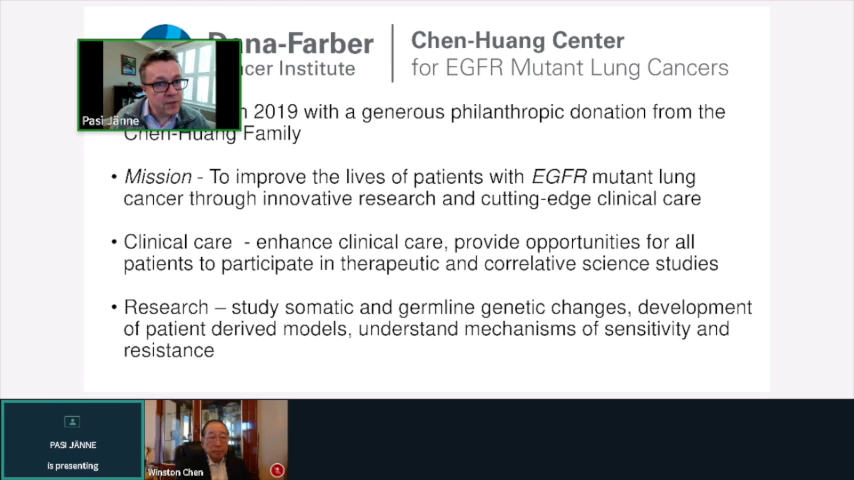 Dana-Farber
Cancer Institute
Chen-Huang Center
for EGFR Mutant Lung Cancers
Pasi Jänne
2019 with a generous philanthropic donation from the
Chen-Huang Family
• Mission - To improve the lives of patients with EGFR mutant lung
cancer through innovative research and cutting-edge clinical care
• Clinical care - enhance clinical care, provide opportunities for all
patients to participate in therapeutic and correlative science studies
• Research – study somatic and germline genetic changes, development
of patient derived models, understand mechanisms of sensitivity and
resistance
PASI JÄNNE
is presenting
Winston Chen